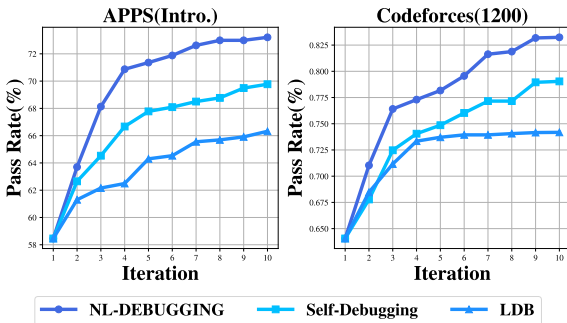 APPS(Intro.)
Pass Rate(%)
72
70
68
66
64
62
60
58
1 2 3 4 5 6 7 8 9 10
Iteration
Codeforces(1200)
Pass Rate(%)
0.825
0.800
0.775
0.750
0.725
0.700
0.675
0.650
1 2 3 4 5 6 7 8 9 10
Iteration
NL-DEBUGGING Self-Debugging LDB